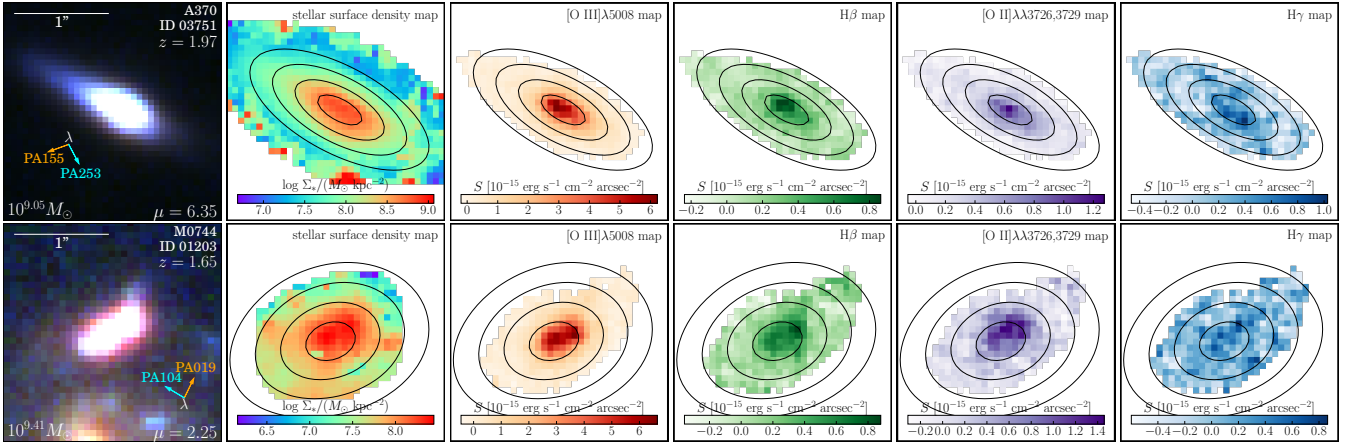 1"
A370
ID 03751
z = 1.97
λ
PA155
PA253
10^9.05 M⊙
μ = 6.35
stellar surface density map
log Σ*/(M⊙ kpc⁻²)
7.0 7.5 8.0 8.5 9.0
[O III]λ5008 map
S [10⁻¹⁵ erg s⁻¹ cm⁻² arcsec⁻²]
0 1 2 3 4 5 6
Hβ map
S [10⁻¹⁵ erg s⁻¹ cm⁻² arcsec⁻²]
−0.2 0.0 0.2 0.4 0.6 0.8
[O II]λλ3726,3729 map
S [10⁻¹⁵ erg s⁻¹ cm⁻² arcsec⁻²]
0.0 0.2 0.4 0.6 0.8 1.0 1.2
Hγ map
S [10⁻¹⁵ erg s⁻¹ cm⁻² arcsec⁻²]
−0.4 −0.2 0.0 0.2 0.4 0.6 0.8 1.0
1"
M0744
ID 01203
z = 1.65
PA019
PA104
λ
10^9.41 M⊙
μ = 2.25
stellar surface density map
log Σ*/(M⊙ kpc⁻²)
6.5 7.0 7.5 8.0
[O III]λ5008 map
S [10⁻¹⁵ erg s⁻¹ cm⁻² arcsec⁻²]
0 1 2 3 4 5 6
Hβ map
S [10⁻¹⁵ erg s⁻¹ cm⁻² arcsec⁻²]
−0.2 0.0 0.2 0.4 0.6 0.8
[O II]λλ3726,3729 map
S [10⁻¹⁵ erg s⁻¹ cm⁻² arcsec⁻²]
−0.2 0.0 0.2 0.4 0.6 0.8 1.0 1.2 1.4
Hγ map
S [10⁻¹⁵ erg s⁻¹ cm⁻² arcsec⁻²]
−0.4 −0.2 0.0 0.2 0.4 0.6 0.8